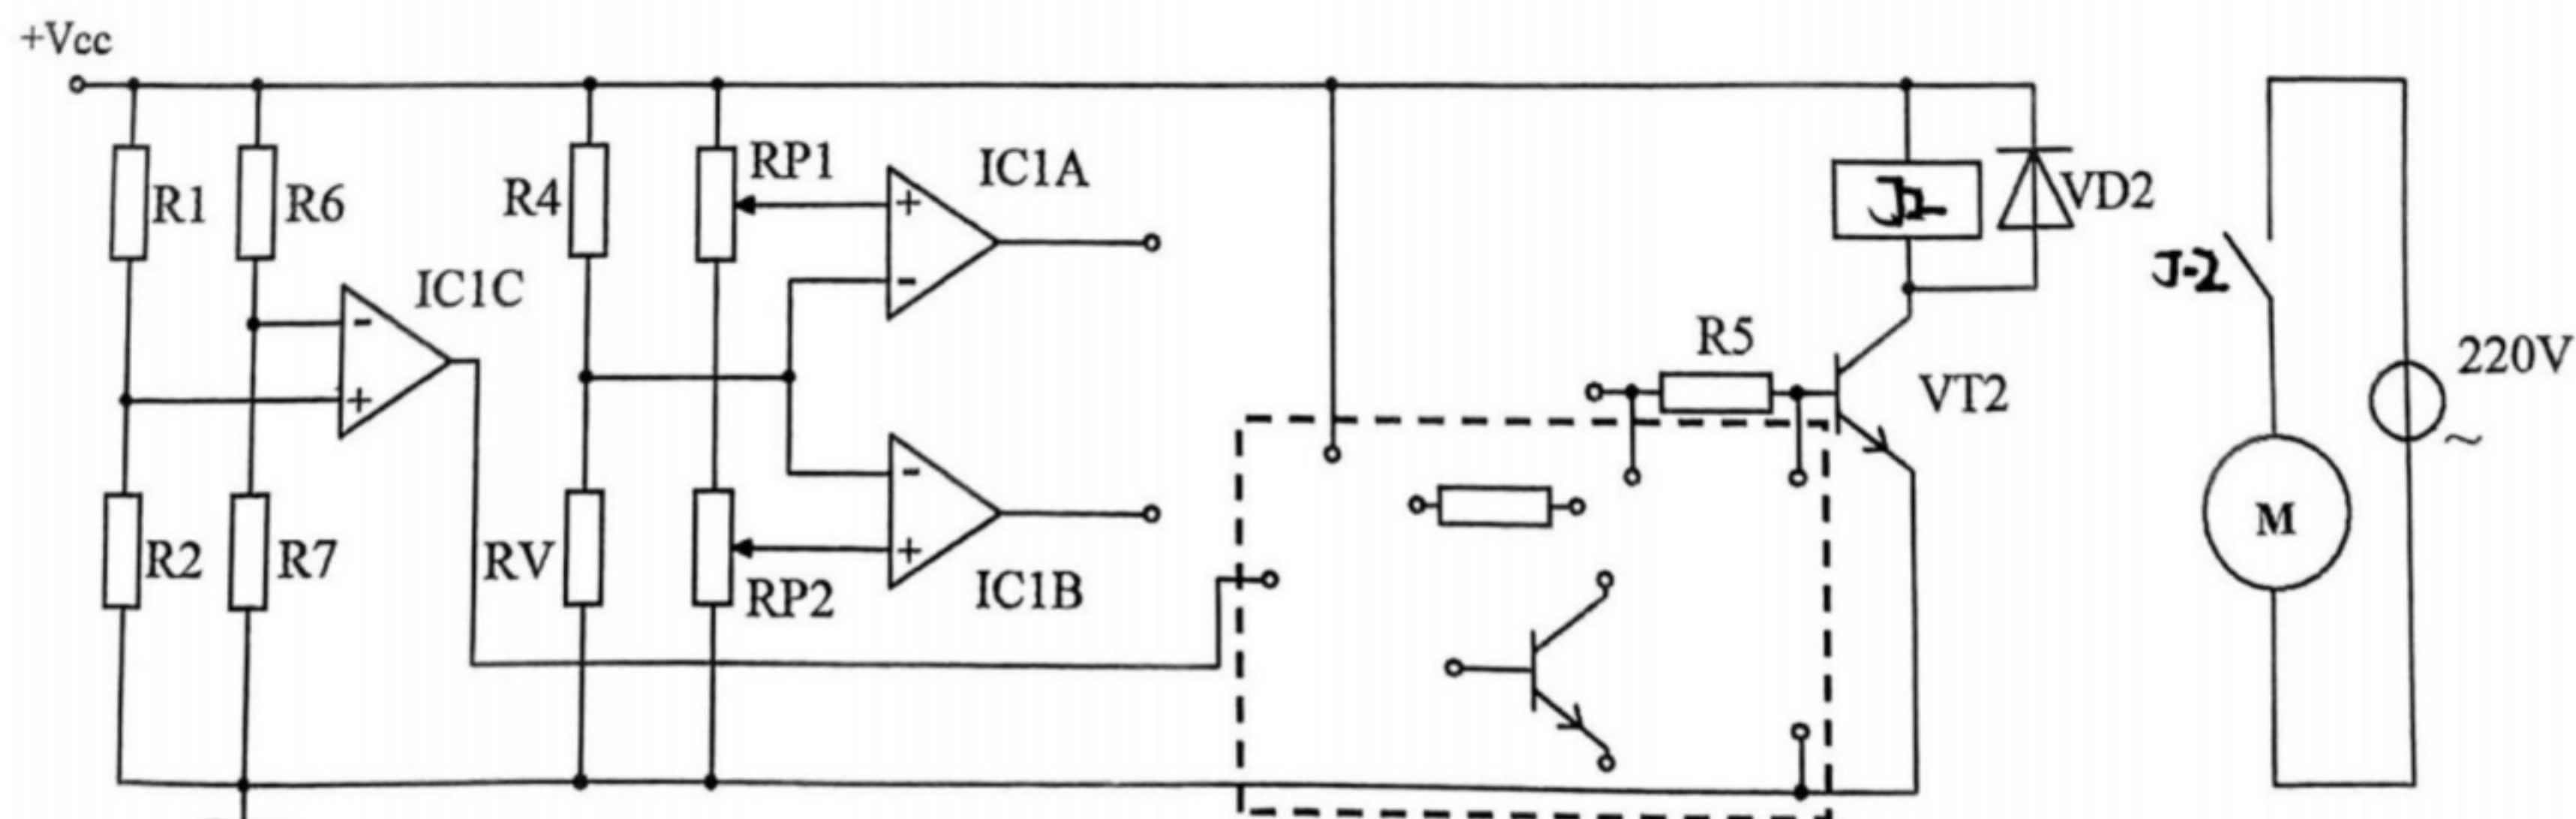 +Vcc
R1
R6
IC1C
R4
RP1
IC1A
VD2
J-2
220V
~
R5
VT2
M
R2
R7
RV
RP2
IC1B
+
-
-
+
+
-
-
+